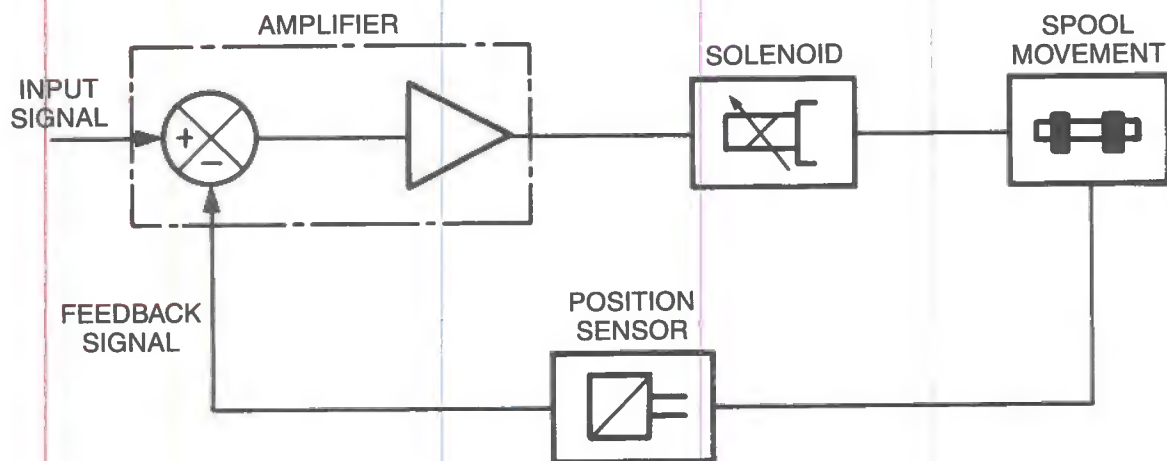 AMPLIFIER
INPUT
SIGNAL
+
−
SOLENOID
SPOOL
MOVEMENT
FEEDBACK
SIGNAL
POSITION
SENSOR